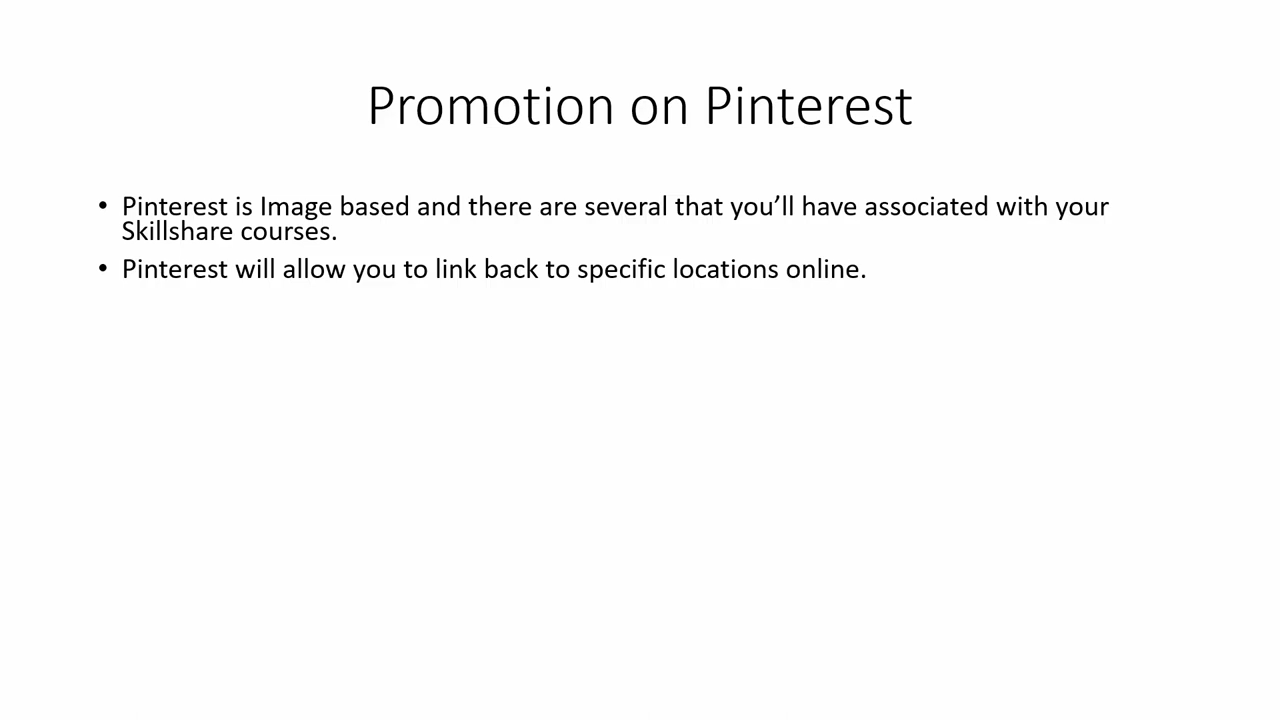 Promotion on Pinterest
• Pinterest is Image based and there are several that you’ll have associated with your
Skillshare courses.
• Pinterest will allow you to link back to specific locations online.